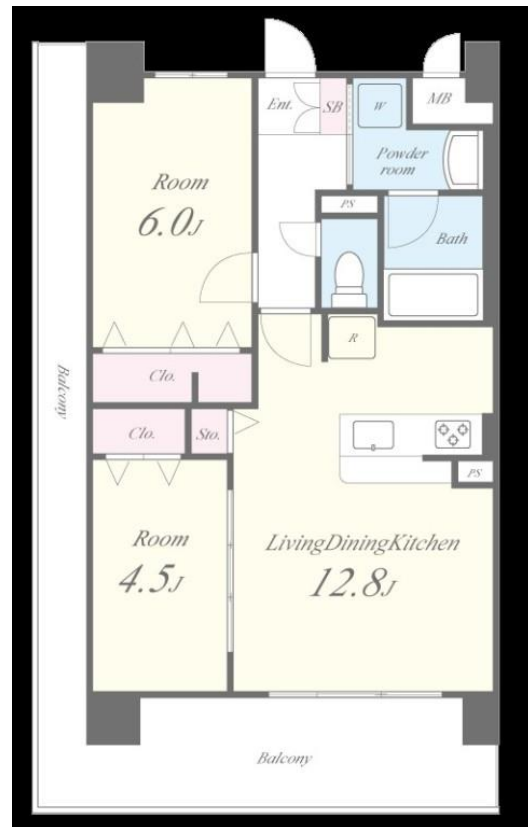 Ent.
SB
W
MB
Powder
room
Room
6.0J
PS
Bath
Clo.
R
Balcony
Clo.
Sto.
PS
Room
4.5J
LivingDiningKitchen
12.8J
Balcony